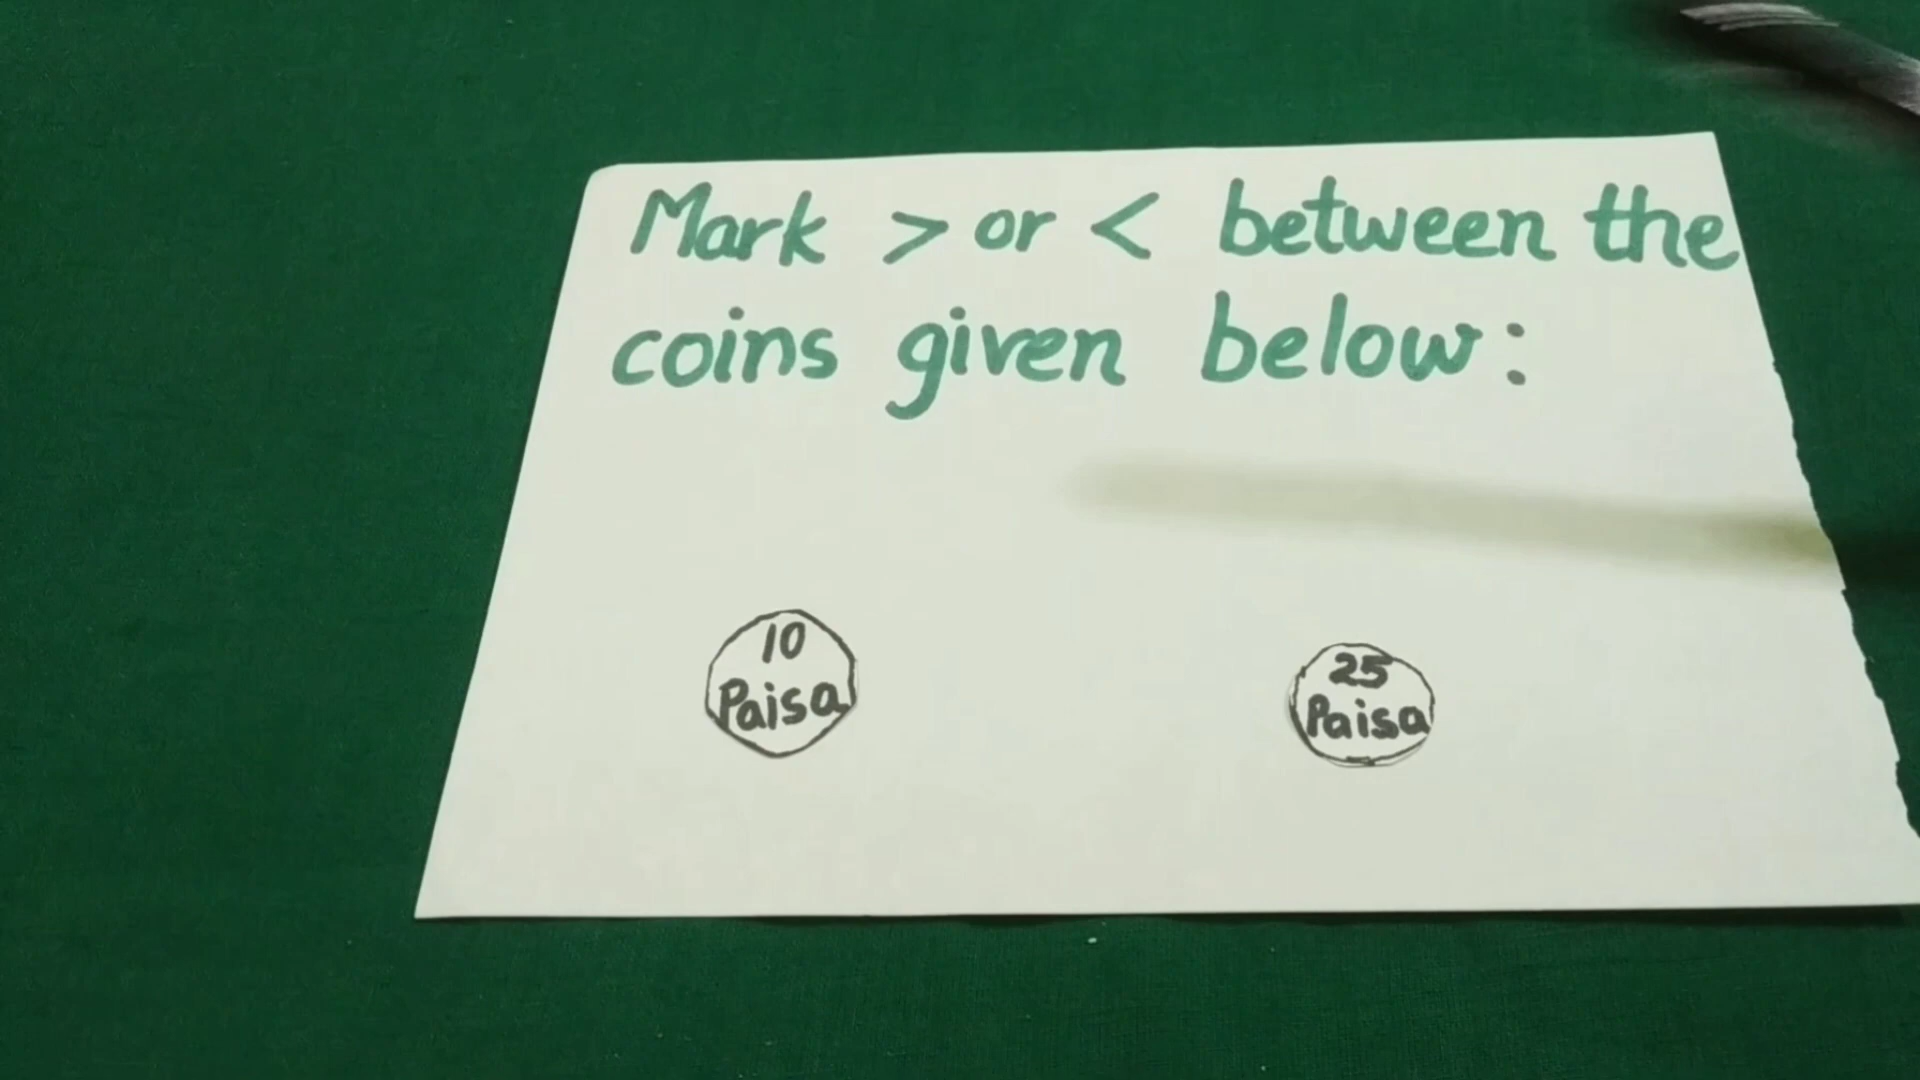 Mark > or < between the
coins given below:
10
Paisa
25
Paisa